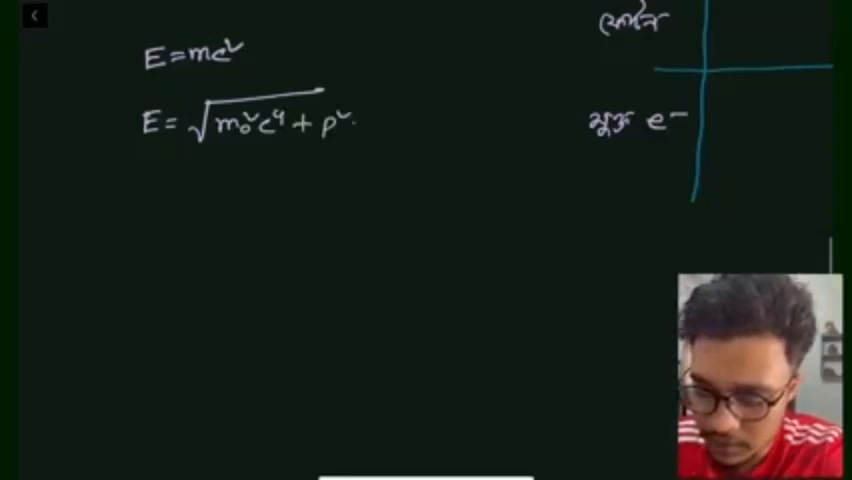 E = mc²
E = √m₀²c⁴ + p²
ফোটন
মুক্ত e⁻